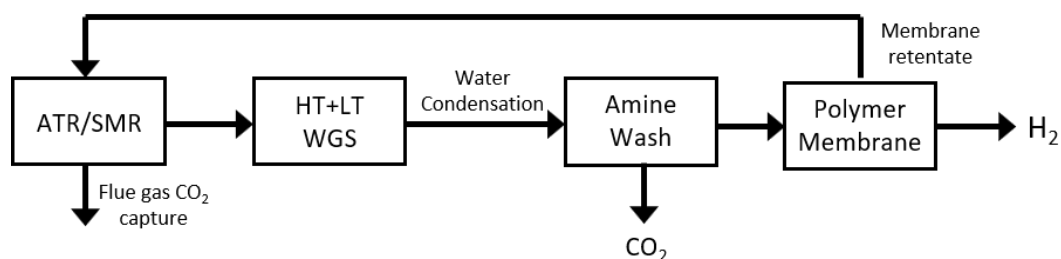 Membrane
retentate
ATR/SMR
HT+LT
WGS
Water
Condensation
Amine
Wash
Polymer
Membrane
H₂
Flue gas CO₂
capture
CO₂